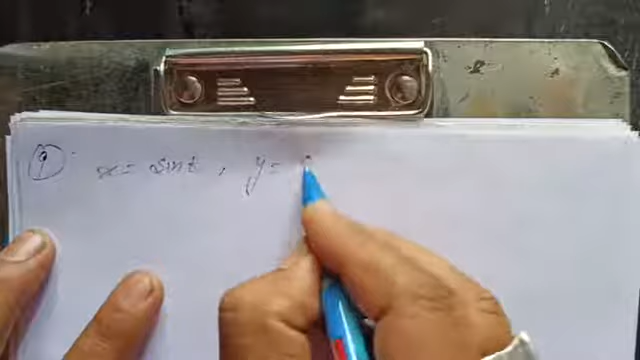 9 x = sint , y =